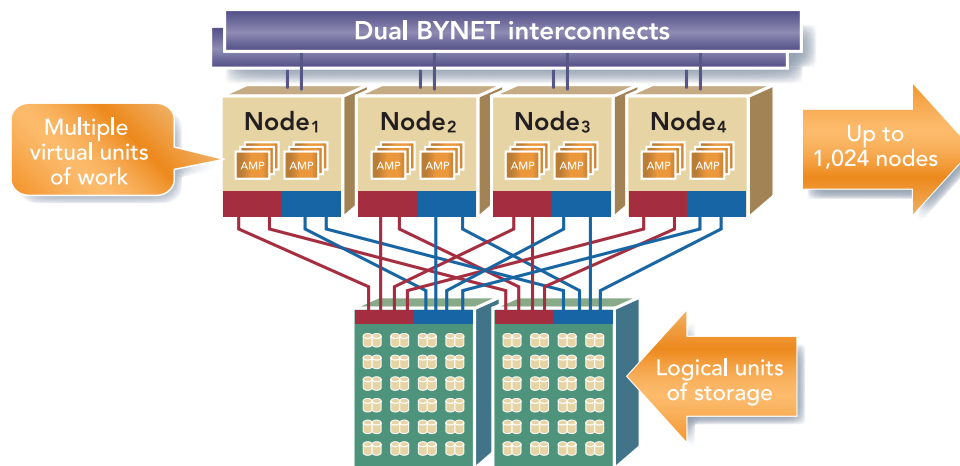 Dual BYNET interconnects
Multiple
virtual units
of work
Node1
Node2
Node3
Node4
AMP
AMP
AMP
AMP
AMP
AMP
AMP
AMP
Up to
1,024 nodes
Logical units
of storage